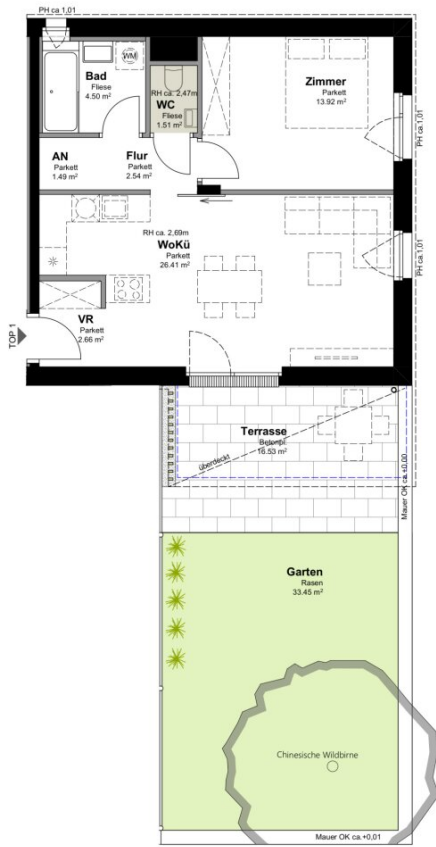 PH ca 1,01
Bad
Fliese
4.50 m²
WM
RH ca. 2,47m
WC
Fliese
1.51 m²
Zimmer
Parkett
13.92 m²
PH ca.1,01
AN
Parkett
1.49 m²
Flur
Parkett
2.54 m²
RH ca. 2,69m
WoKü
Parkett
26.41 m²
PH ca.1,01
VR
Parkett
2.66 m²
TOP 1
Terrasse
Betonpl.
16.53 m²
überdeckt
Mauer OK ca.+0,00
Garten
Rasen
33.45 m²
Chinesische Wildbirne
Mauer OK ca.+0,01